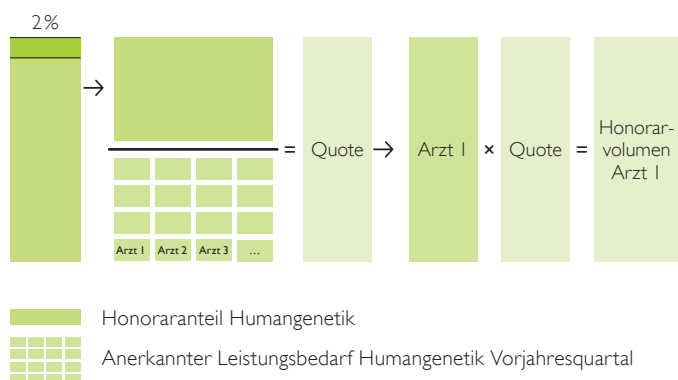 2%
= Quote → Arzt 1 × Quote =
Honorar-
volumen
Arzt 1
Arzt 1 Arzt 2 Arzt 3 ...
Honoraranteil Humangenetik
Anerkannter Leistungsbedarf Humangenetik Vorjahresquartal